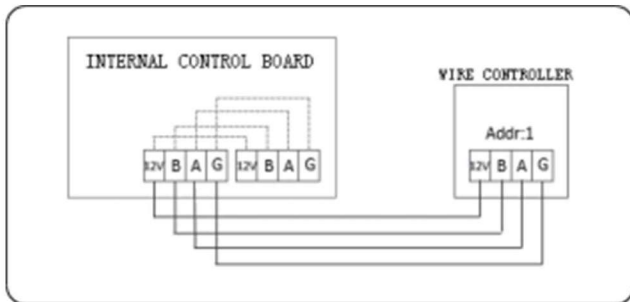 INTERNAL CONTROL BOARD
WIRE CONTROLLER
Addr:1
12V B A G 12V B A G
12V B A G